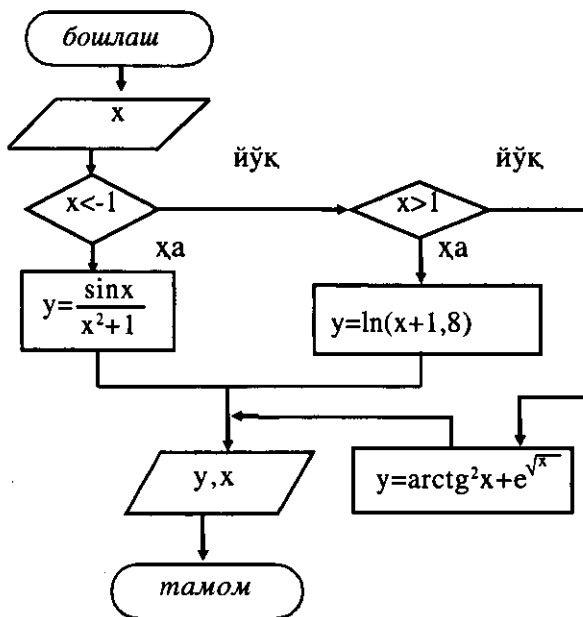 бошлаш
x
йўқ йўқ
x<-1 x>1
ҳа ҳа
y=sinx/x²+1
y=ln(x+1,8)
y,x
y=arctg²x+e^√x
тамом